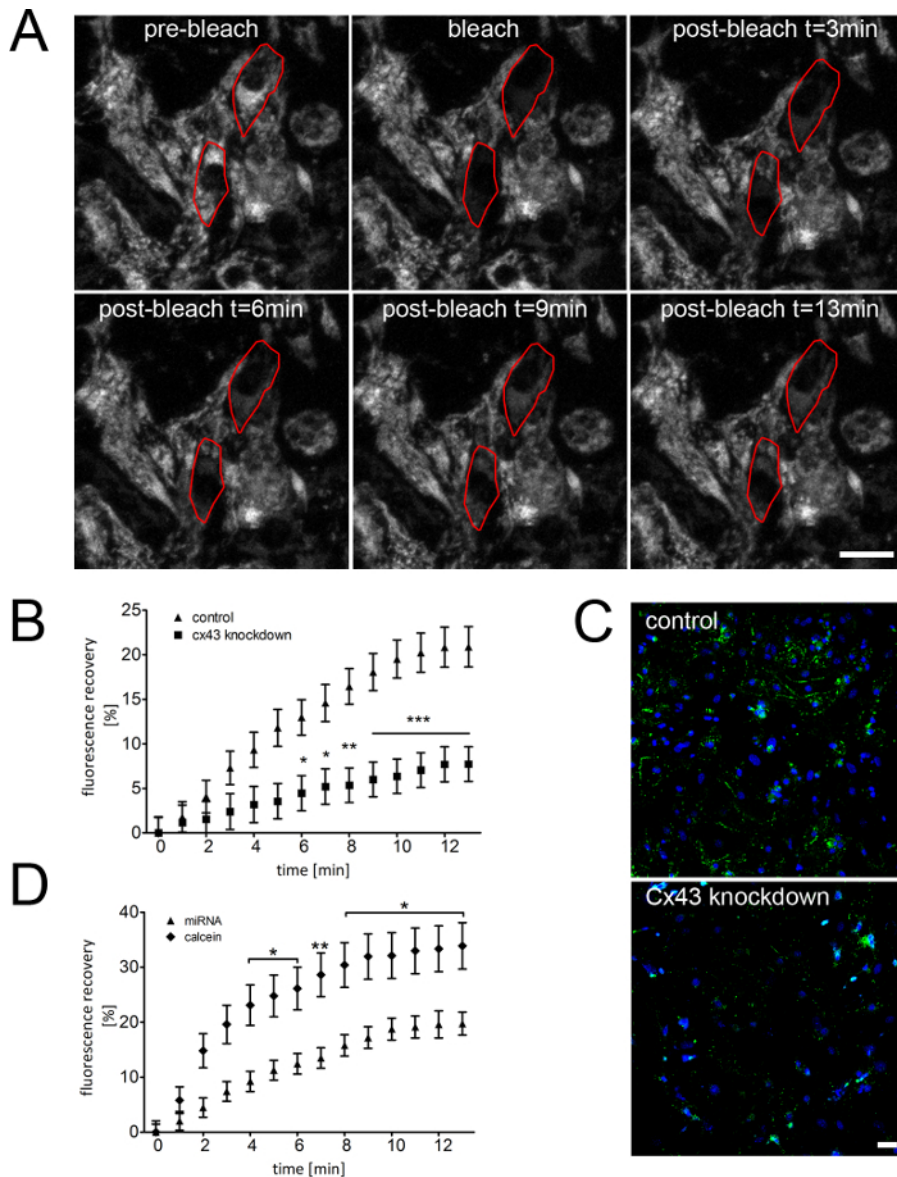 A
pre-bleach
bleach
post-bleach t=3min
post-bleach t=6min
post-bleach t=9min
post-bleach t=13min
B
control
cx43 knockdown
fluorescence recovery
[%]
25
20
15
10
5
0
*
*
**
***
0 2 4 6 8 10 12
time [min]
C
control
Cx43 knockdown
D
miRNA
calcein
fluorescence recovery
[%]
40
30
20
10
0
*
**
*
0 2 4 6 8 10 12
time [min]